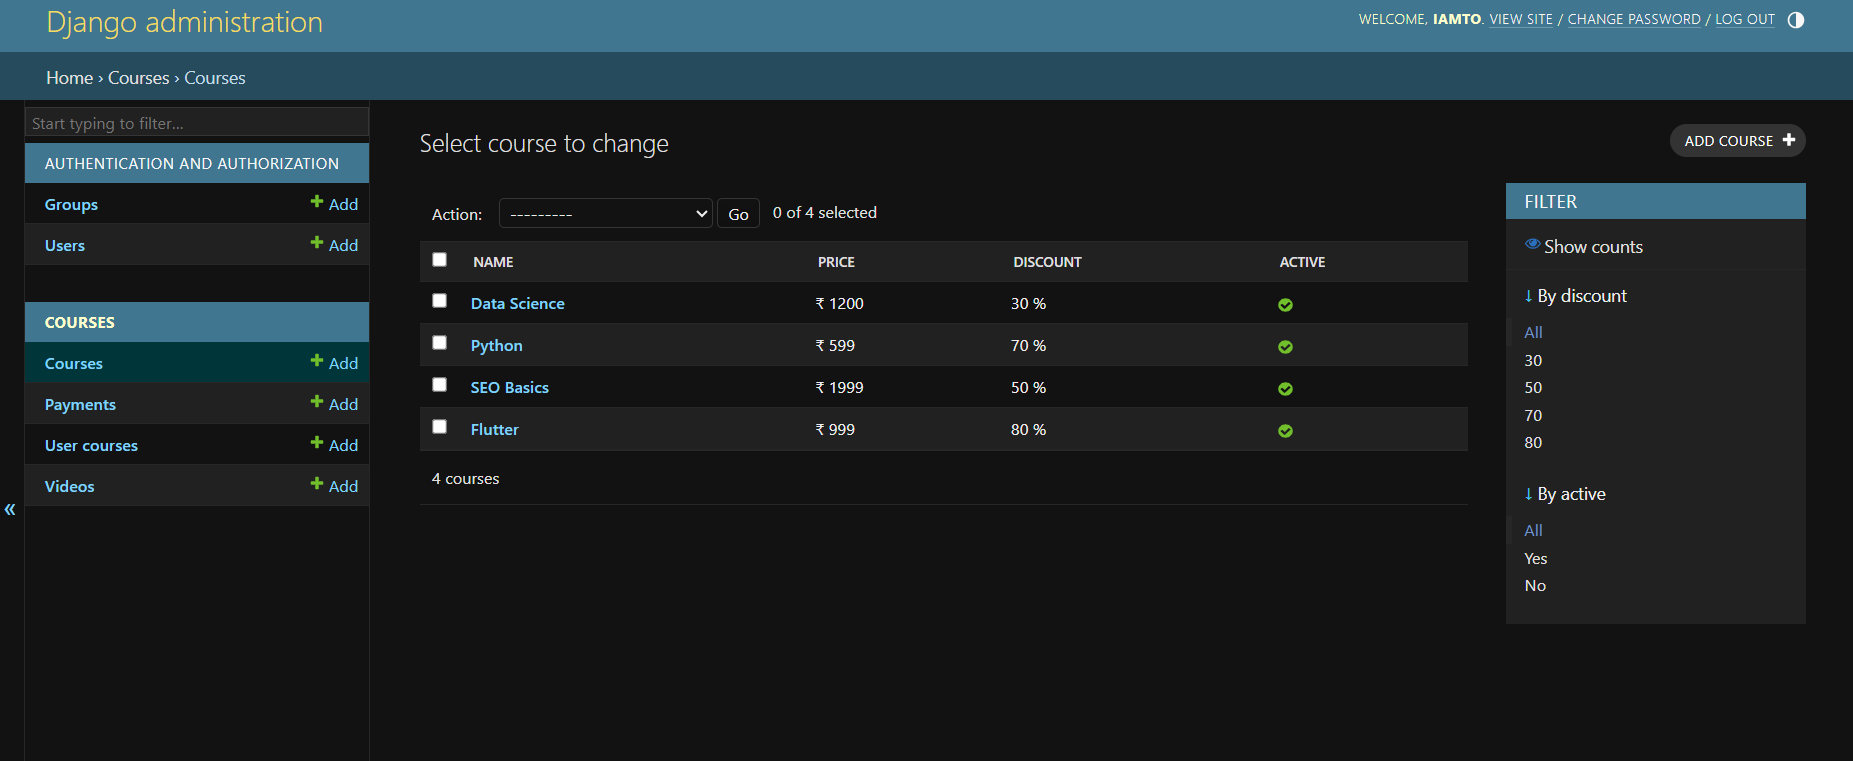 Django administration
WELCOME, IAMTO. VIEW SITE / CHANGE PASSWORD / LOG OUT
Home › Courses › Courses
Start typing to filter...
AUTHENTICATION AND AUTHORIZATION
Groups + Add
Users + Add
COURSES
Courses + Add
Payments + Add
User courses + Add
Videos + Add
«
Select course to change
ADD COURSE +
Action: --------- Go 0 of 4 selected
NAME PRICE DISCOUNT ACTIVE
Data Science ₹ 1200 30 %
Python ₹ 599 70 %
SEO Basics ₹ 1999 50 %
Flutter ₹ 999 80 %
4 courses
FILTER
Show counts
↓ By discount
All
30
50
70
80
↓ By active
All
Yes
No